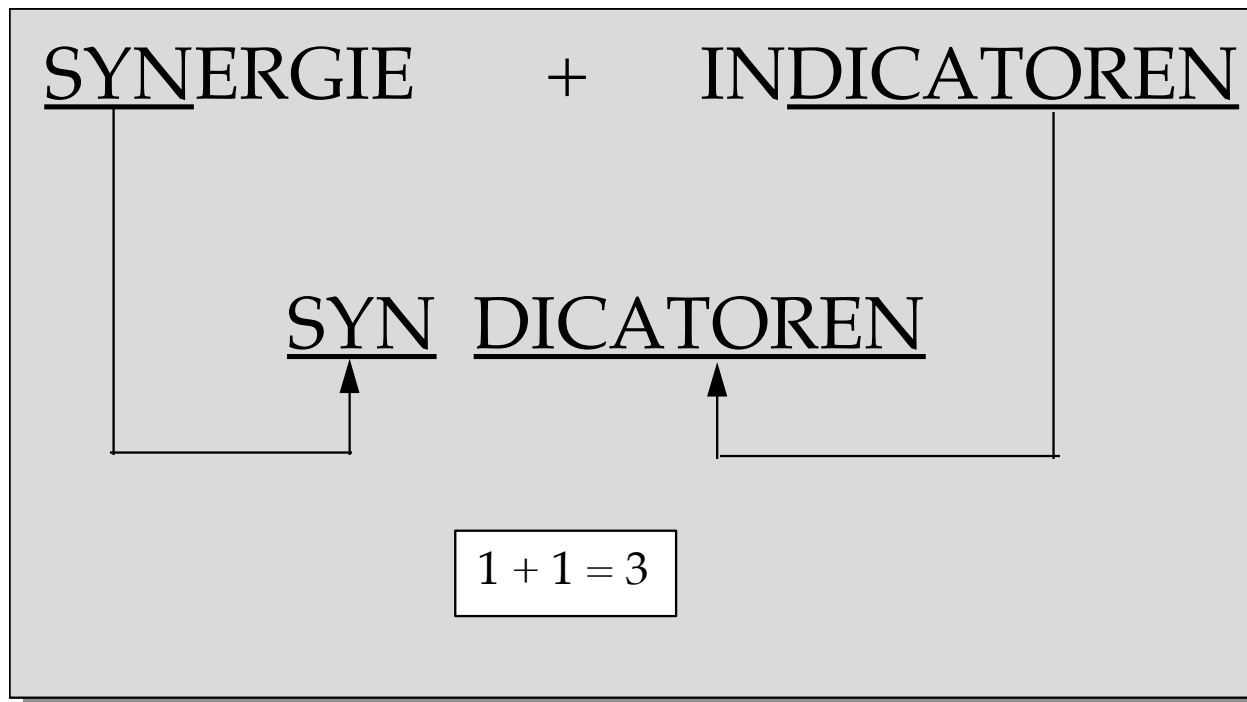 SYNERGIE + INDICATOREN
SYN DICATOREN
1 + 1 = 3